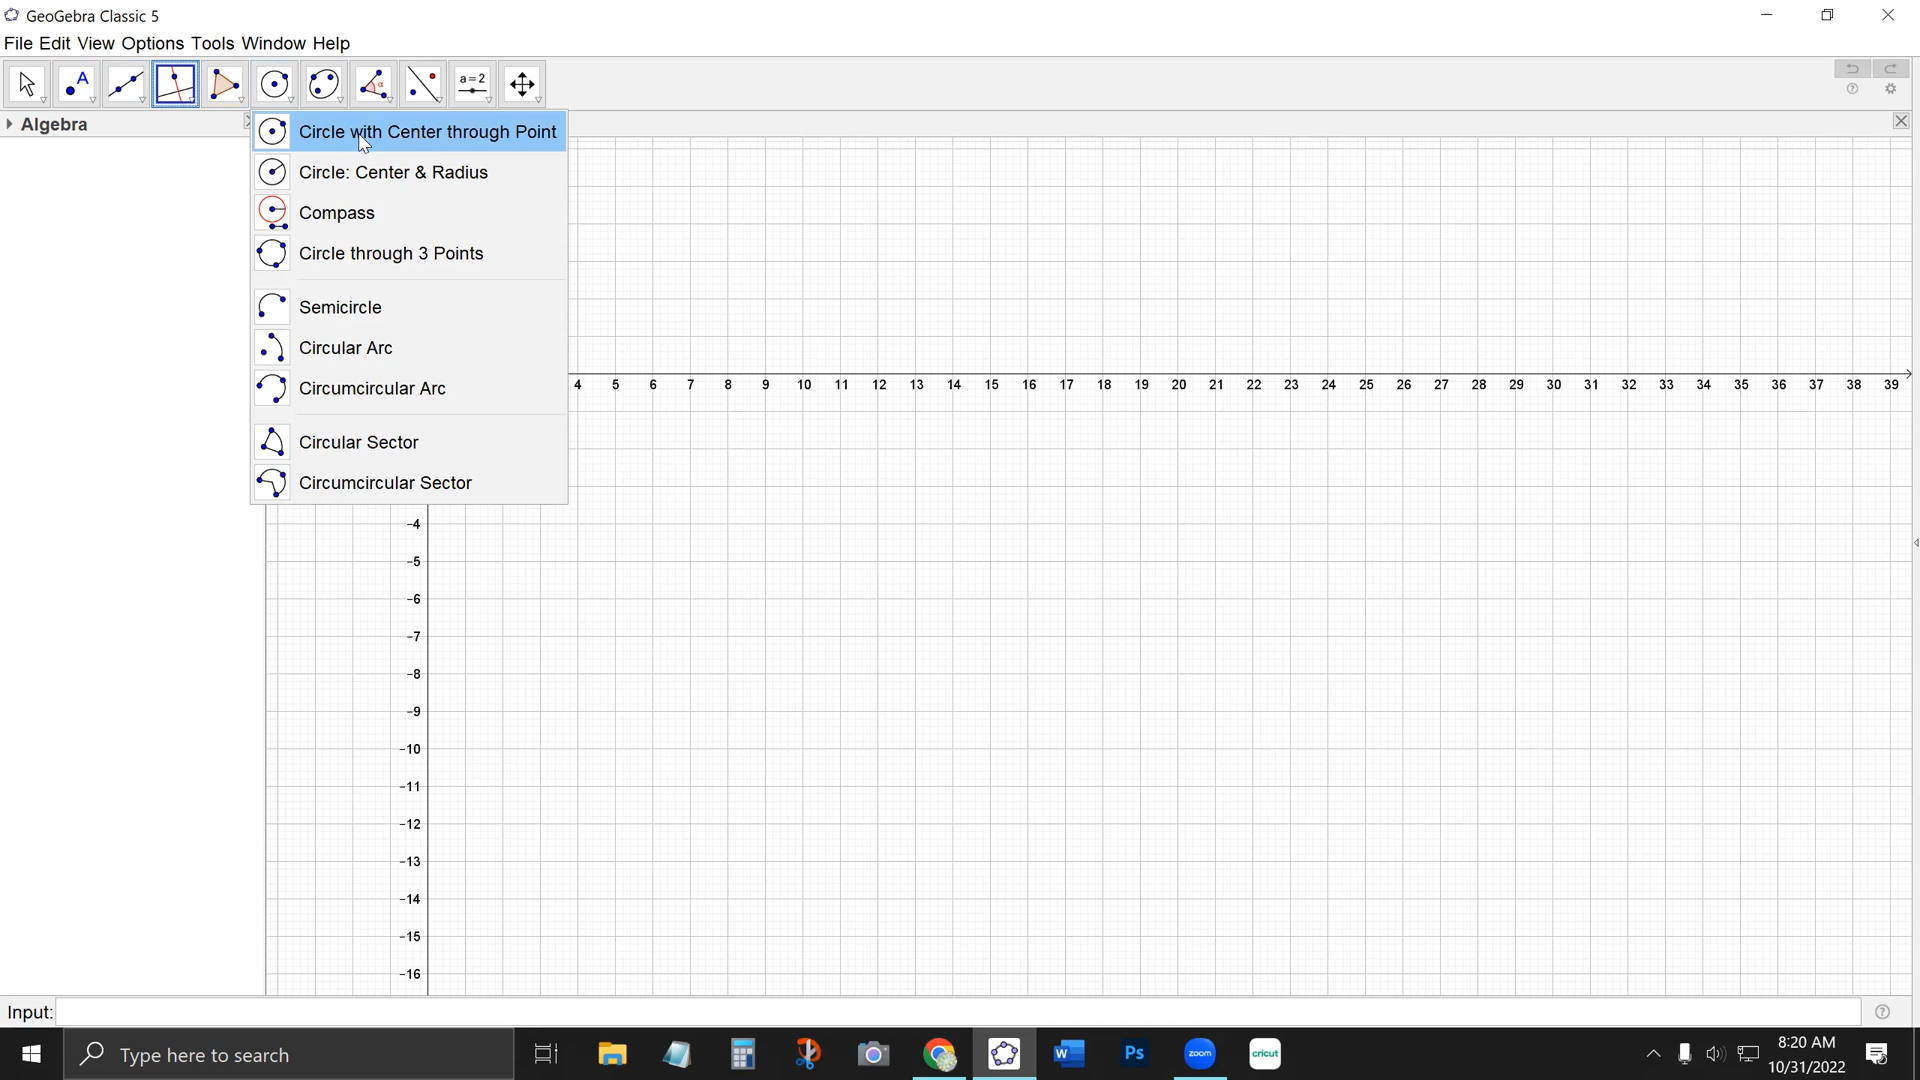 GeoGebra Classic 5
File Edit View Options Tools Window Help
A
α
a=2
Algebra
Circle with Center through Point
Circle: Center & Radius
Compass
Circle through 3 Points
Semicircle
Circular Arc
Circumcircular Arc
Circular Sector
Circumcircular Sector
4 5 6 7 8 9 10 11 12 13 14 15 16 17 18 19 20 21 22 23 24 25 26 27 28 29 30 31 32 33 34 35 36 37 38 39
-4
-5
-6
-7
-8
-9
-10
-11
-12
-13
-14
-15
-16
Input:
Type here to search
W
Ps
zoom
cricut
8:20 AM
10/31/2022